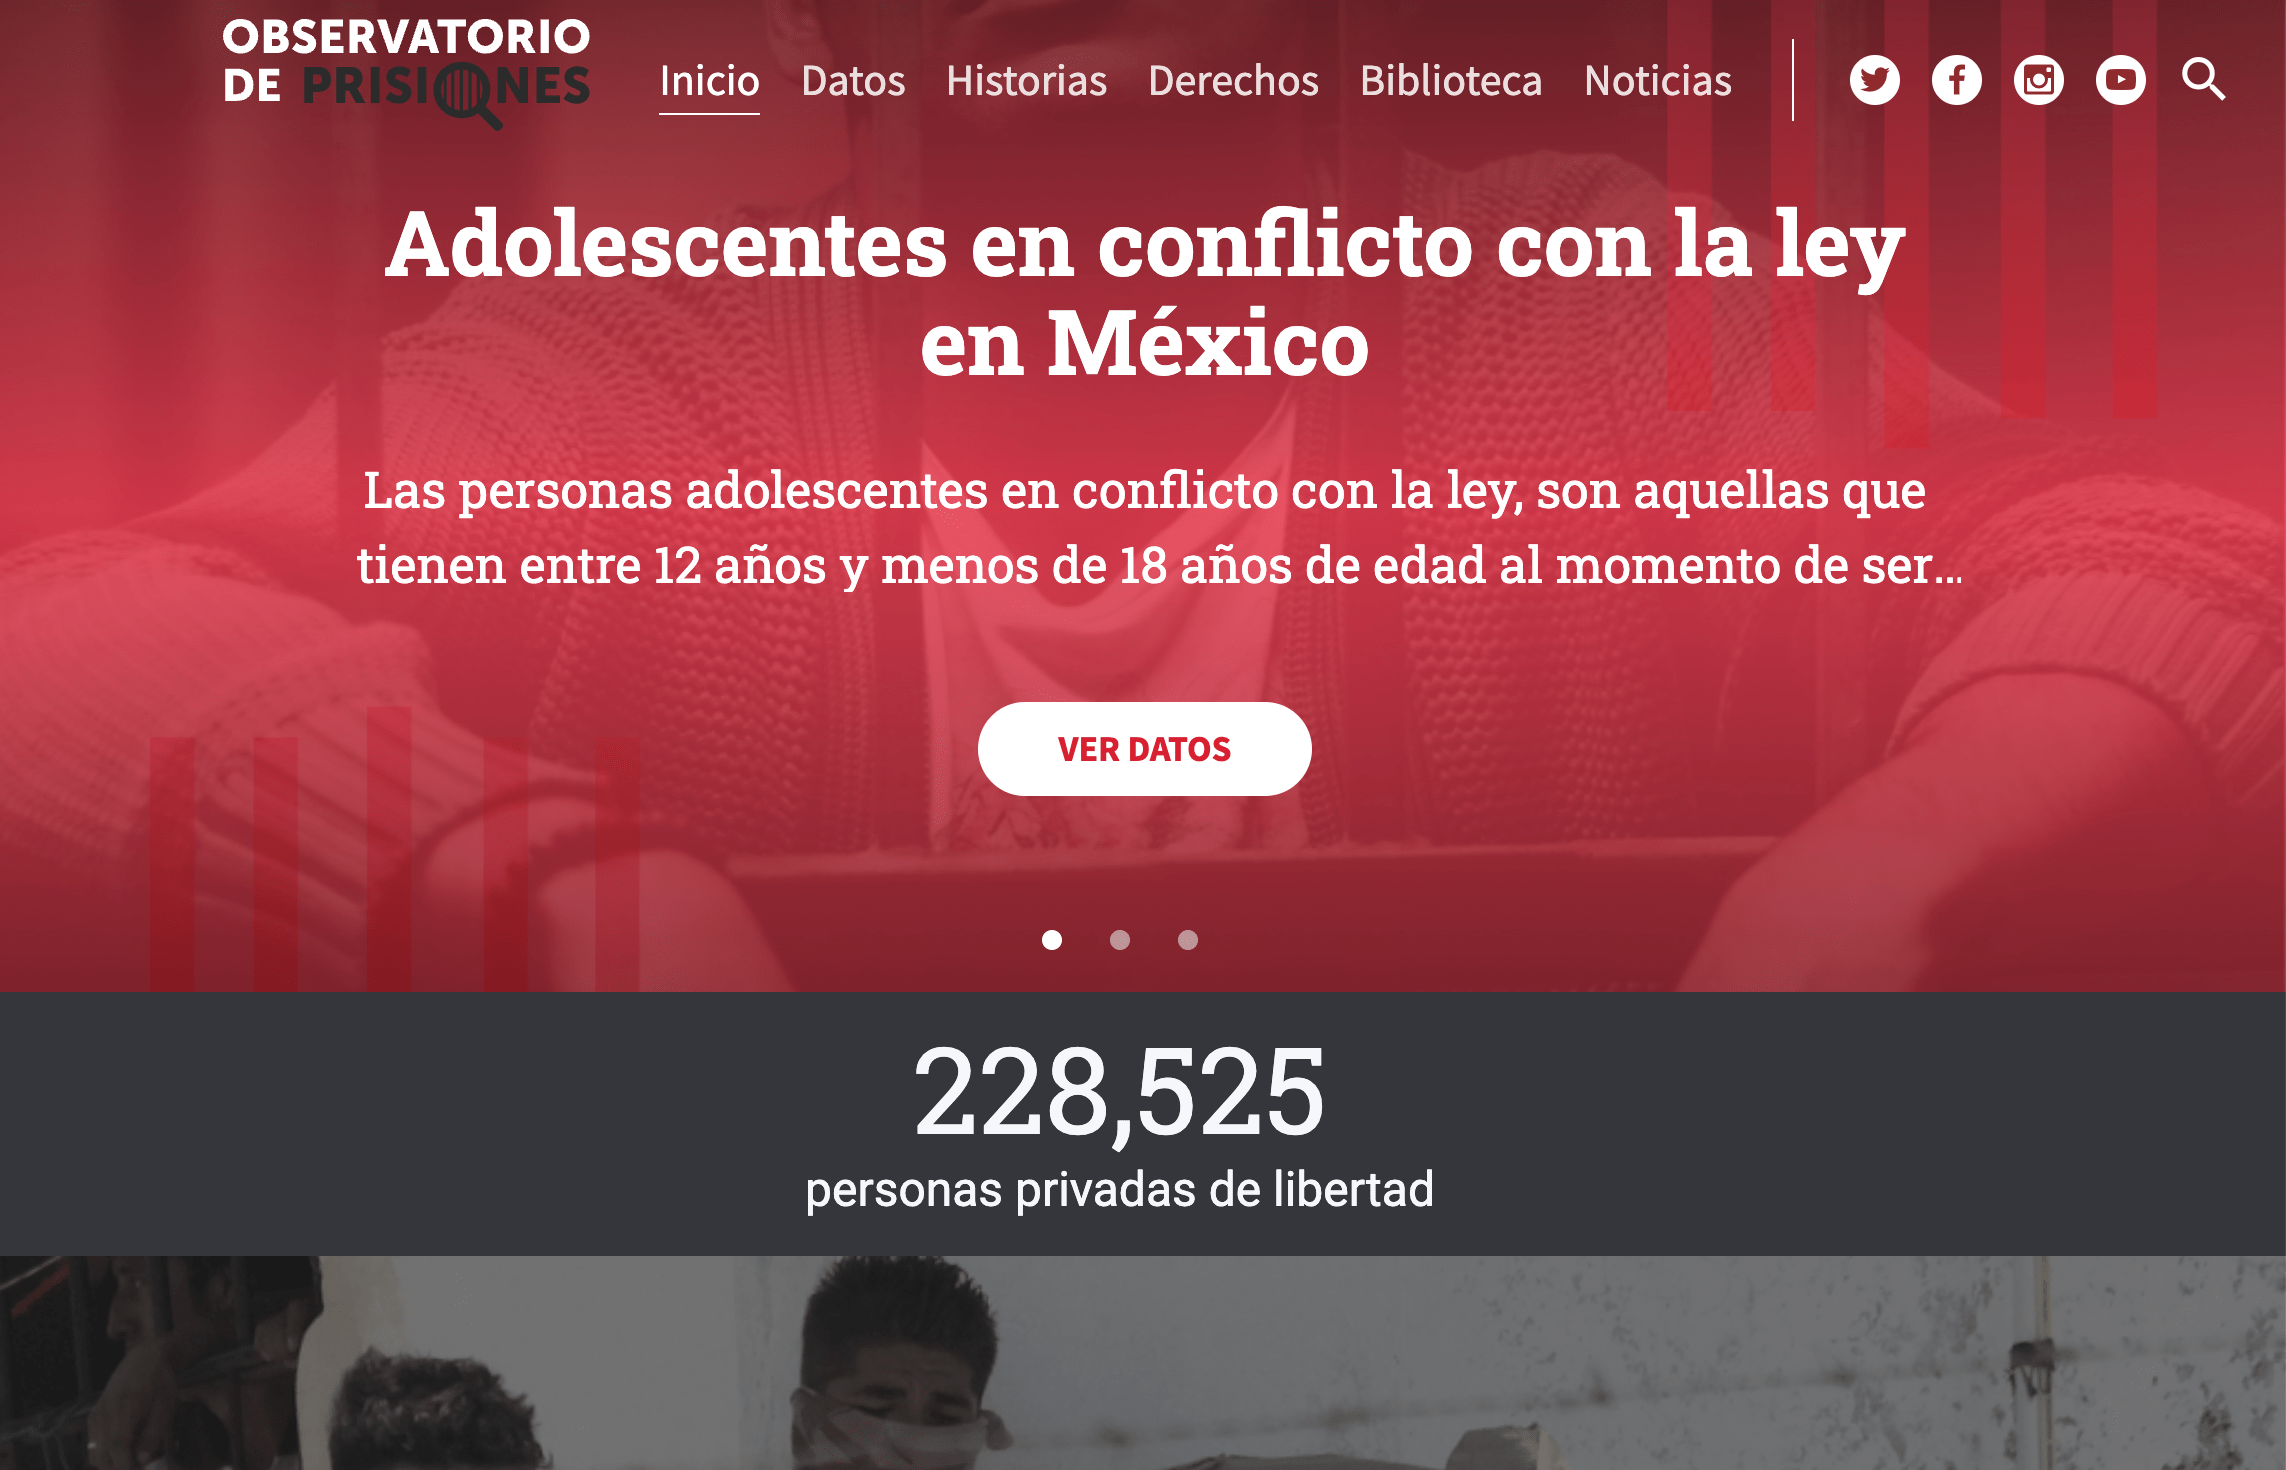 OBSERVATORIO
DE PRISIONES
Inicio Datos Historias Derechos Biblioteca Noticias
Adolescentes en conflicto con la ley
en México
Las personas adolescentes en conflicto con la ley, son aquellas que
tienen entre 12 años y menos de 18 años de edad al momento de ser...
VER DATOS
228,525
personas privadas de libertad